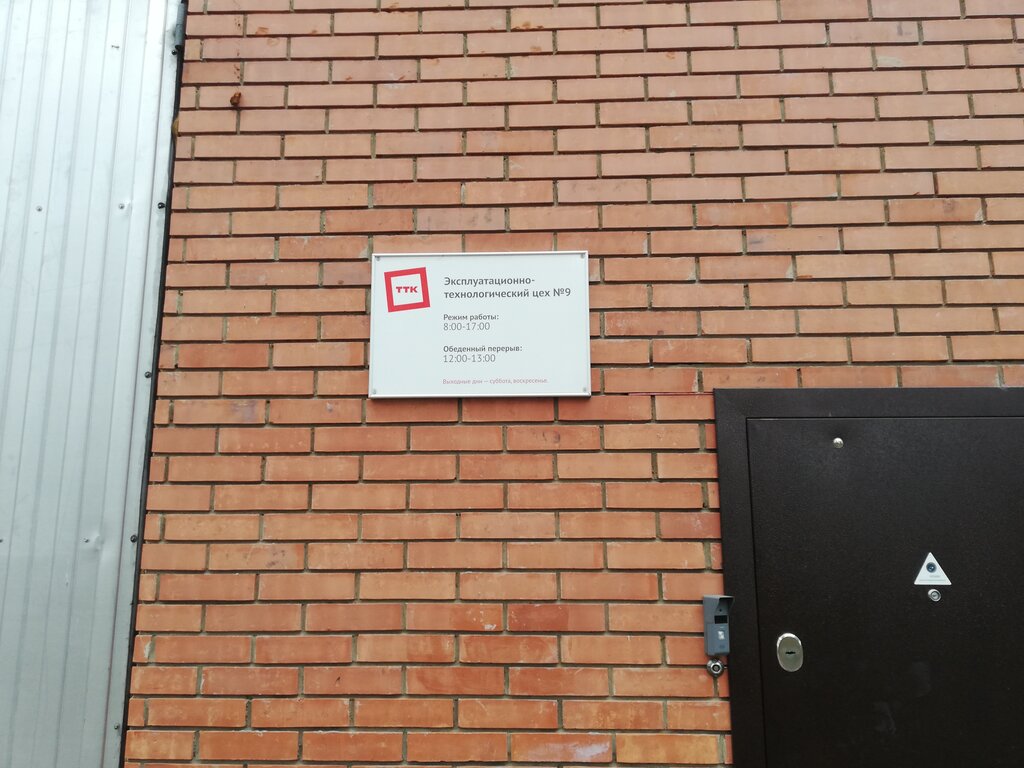 ТТК
Эксплуатационно-
технологический цех №9
Режим работы:
8:00-17:00
Обеденный перерыв:
12:00-13:00
Выходные дни — суббота, воскресенье.